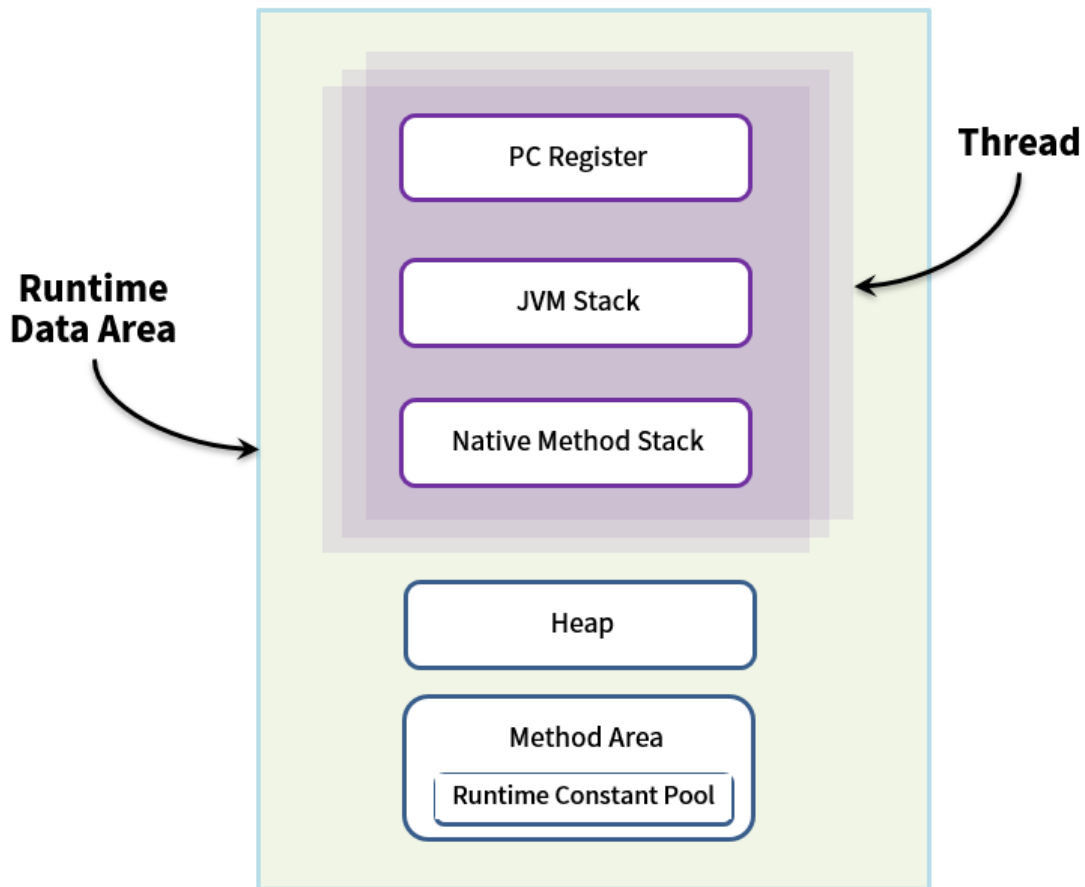 PC Register
Thread
Runtime
Data Area
JVM Stack
Native Method Stack
Heap
Method Area
Runtime Constant Pool